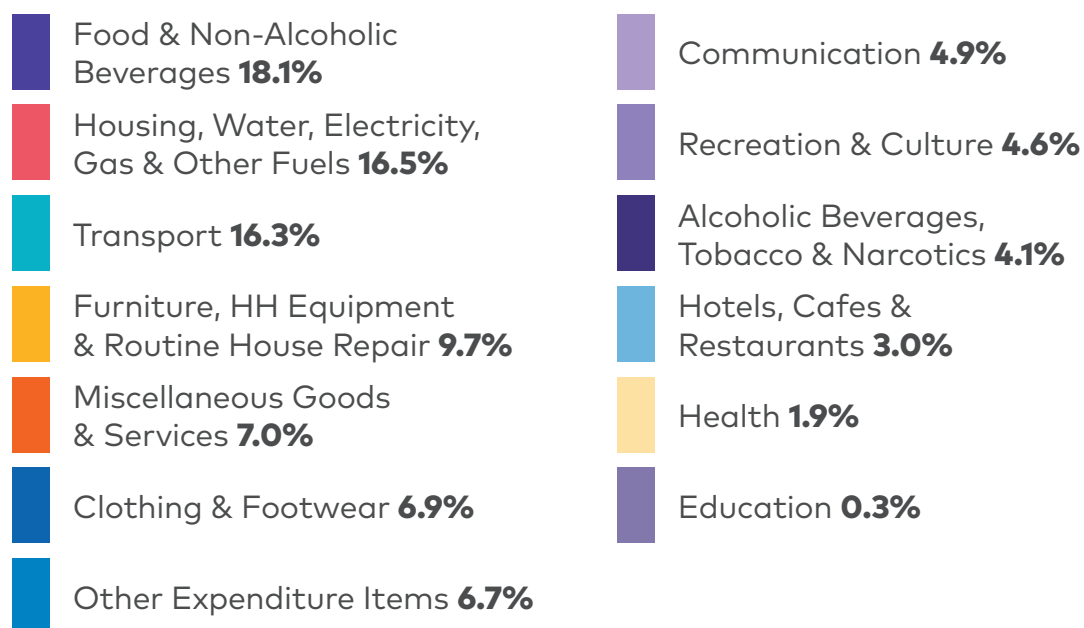 Food & Non-Alcoholic
Beverages 18.1%
Housing, Water, Electricity,
Gas & Other Fuels 16.5%
Transport 16.3%
Furniture, HH Equipment
& Routine House Repair 9.7%
Miscellaneous Goods
& Services 7.0%
Clothing & Footwear 6.9%
Other Expenditure Items 6.7%
Communication 4.9%
Recreation & Culture 4.6%
Alcoholic Beverages,
Tobacco & Narcotics 4.1%
Hotels, Cafes &
Restaurants 3.0%
Health 1.9%
Education 0.3%